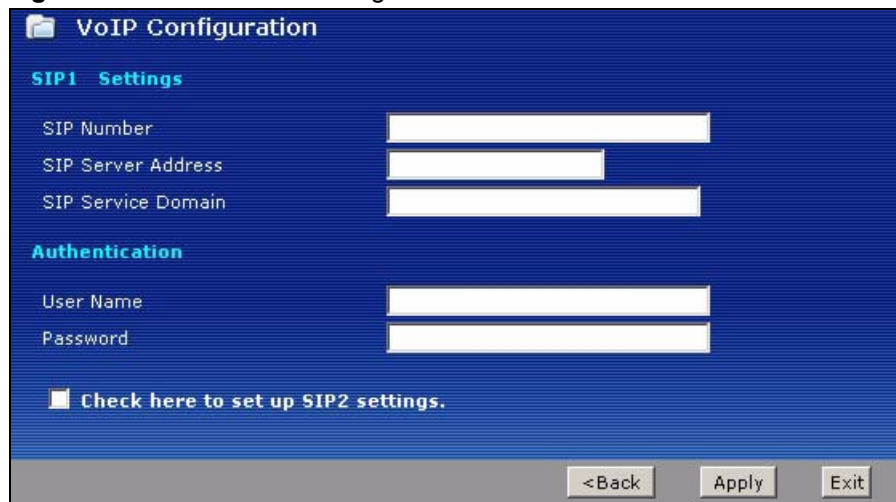 VoIP Configuration
SIP1 Settings
SIP Number
SIP Server Address
SIP Service Domain
Authentication
User Name
Password
Check here to set up SIP2 settings.
<Back Apply Exit